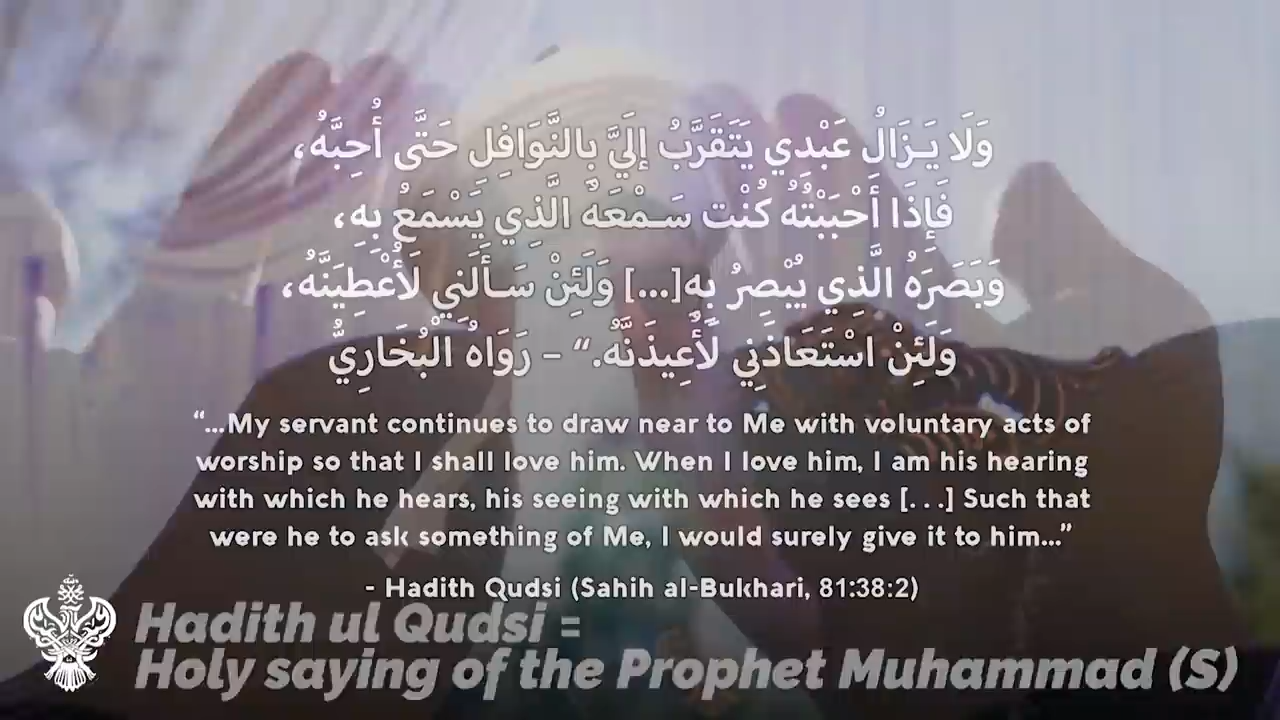 وَلَا يَـزَالُ عَبْدِي يَتَقَرَّبُ إلَيَّ بِالنَّوَافِلِ حَتَّى أُحِبَّهُ،
فَإِذَا أَحْبَبْتُهُ كُنْت سَـمْعَهُ الَّذِي يَسْمَعُ بِهِ،
وَبَصَرَهُ الَّذِي يُبْصِرُ بِهِ[...] وَلَئِنْ سَـأَلَنِي لَأُعْطِيَنَّهُ،
وَلَئِنْ اسْتَعَاذَنِي لَأُعِيذَنَّهُ.“ – رَوَاهُ الْبُخَارِيُّ
“...My servant continues to draw near to Me with voluntary acts of
worship so that I shall love him. When I love him, I am his hearing
with which he hears, his seeing with which he sees [. . .] Such that
were he to ask something of Me, I would surely give it to him...”
- Hadith Qudsi (Sahih al-Bukhari, 81:38:2)
Hadith ul Qudsi =
Holy saying of the Prophet Muhammad (S)